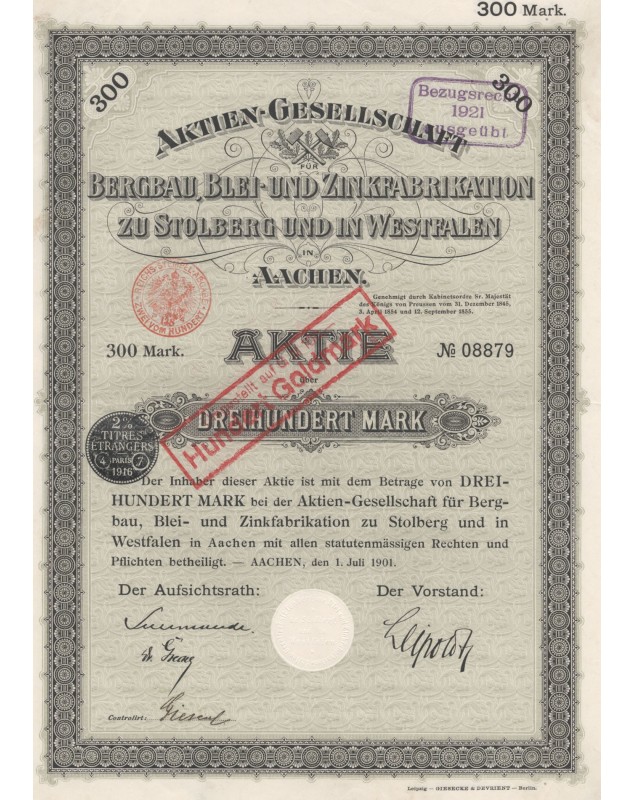 300 Mark.
300
300
Bezugsrecht
1921
ausgeübt
AKTIEN-GESELLSCHAFT
FÜR
BERGBAU, BLEI- UND ZINKFABRIKATION
ZU STOLBERG UND IN WESTFALEN
IN
AACHEN.
Genehmigt durch Kabinetsordre Sr. Majestät
des Königs von Preussen vom 31. Dezember 1845,
3. April 1854 und 12. September 1855.
300 Mark.
AKTIE
№ 08879
über
Hundert Goldmark
DREIHUNDERT MARK
2%
TITRES
ÉTRANGERS
4 PARIS 7
1916
Der Inhaber dieser Aktie ist mit dem Betrage von DREI-
HUNDERT MARK bei der Aktien-Gesellschaft für Berg-
bau, Blei- und Zinkfabrikation zu Stolberg und in
Westfalen in Aachen mit allen statutenmässigen Rechten und
Pflichten betheiligt. — AACHEN, den 1. Juli 1901.
Der Aufsichtsrath:
Der Vorstand:
Controllirt:
Leipzig — GIESECKE & DEVRIENT — Berlin.